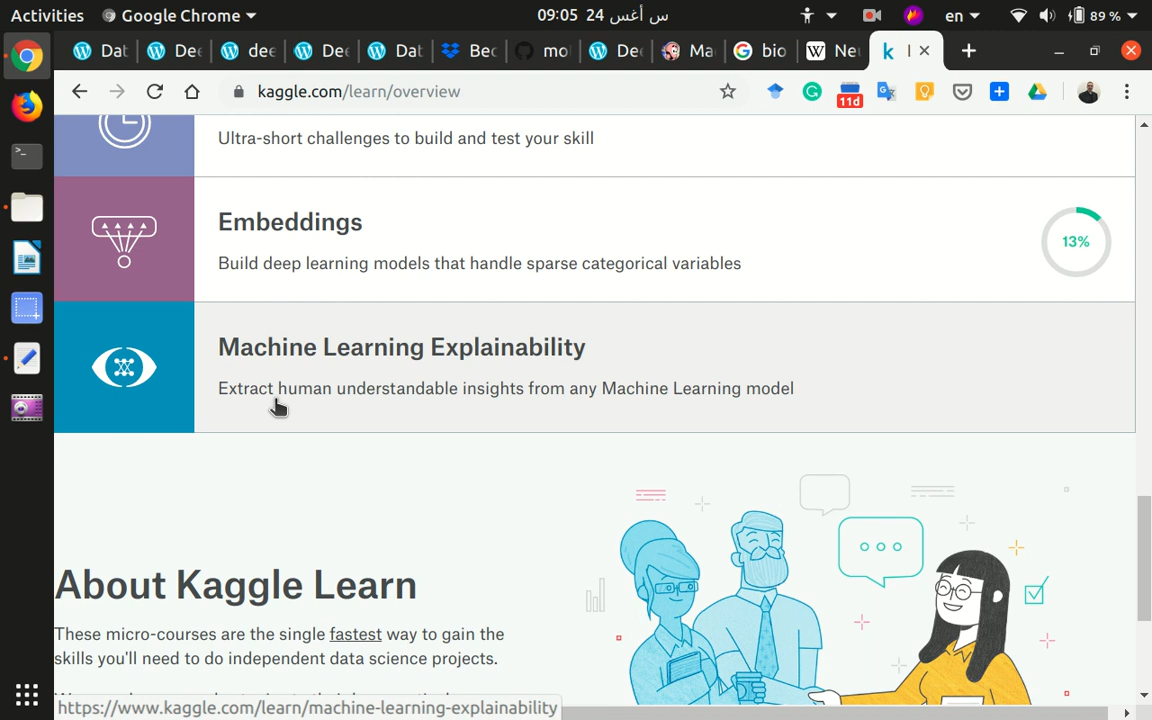 Activities
Google Chrome
09:05 24 س أغس
en
89 %
Dat
Dee
dee
Dee
Dat
Bec
mo
Dee
Ma
bio
Neu
kaggle.com/learn/overview
11d
Ultra-short challenges to build and test your skill
Embeddings
Build deep learning models that handle sparse categorical variables
13%
Machine Learning Explainability
Extract human understandable insights from any Machine Learning model
About Kaggle Learn
These micro-courses are the single fastest way to gain the
skills you'll need to do independent data science projects.
https://www.kaggle.com/learn/machine-learning-explainability